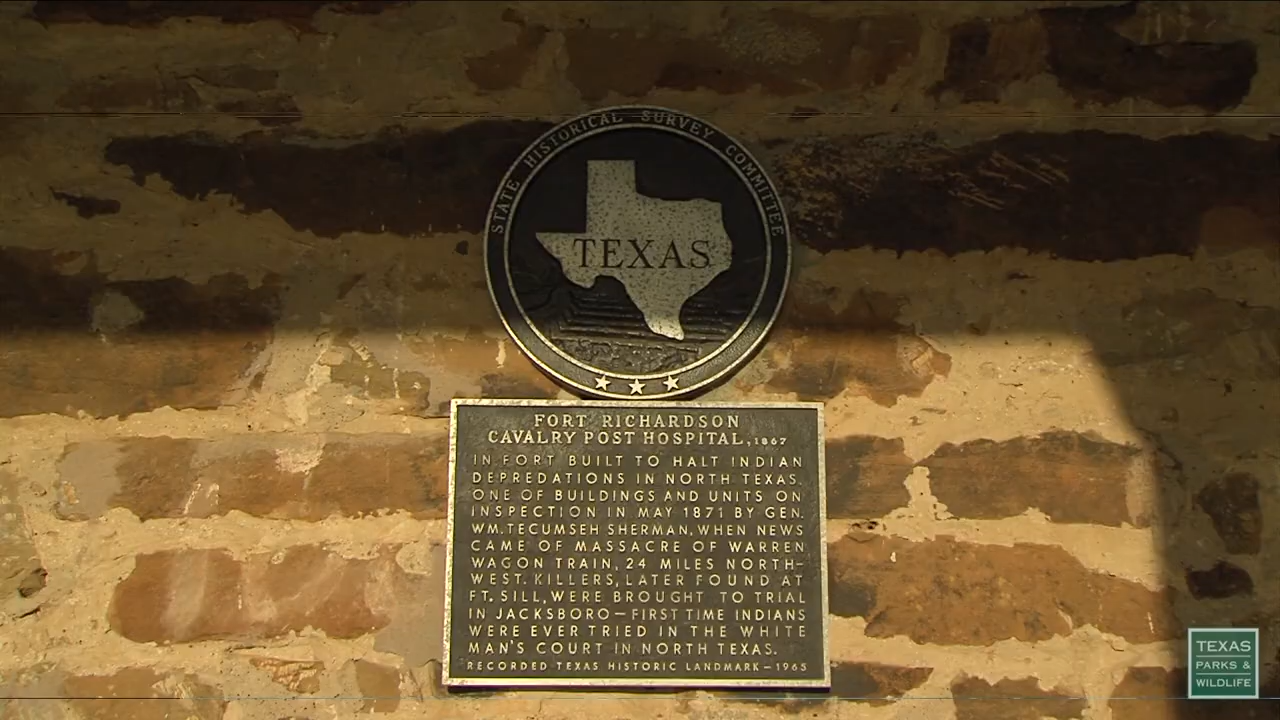 STATE HISTORICAL SURVEY COMMITTEE
TEXAS
FORT RICHARDSON
CAVALRY POST HOSPITAL, 1867
IN FORT BUILT TO HALT INDIAN
DEPREDATIONS IN NORTH TEXAS.
ONE OF BUILDINGS AND UNITS ON
INSPECTION IN MAY 1871 BY GEN.
WM. TECUMSEH SHERMAN, WHEN NEWS
CAME OF MASSACRE OF WARREN
WAGON TRAIN, 24 MILES NORTH-
WEST. KILLERS, LATER FOUND AT
FT. SILL, WERE BROUGHT TO TRIAL
IN JACKSBORO—FIRST TIME INDIANS
WERE EVER TRIED IN THE WHITE
MAN'S COURT IN NORTH TEXAS.
RECORDED TEXAS HISTORIC LANDMARK—1965
TEXAS
PARKS &
WILDLIFE